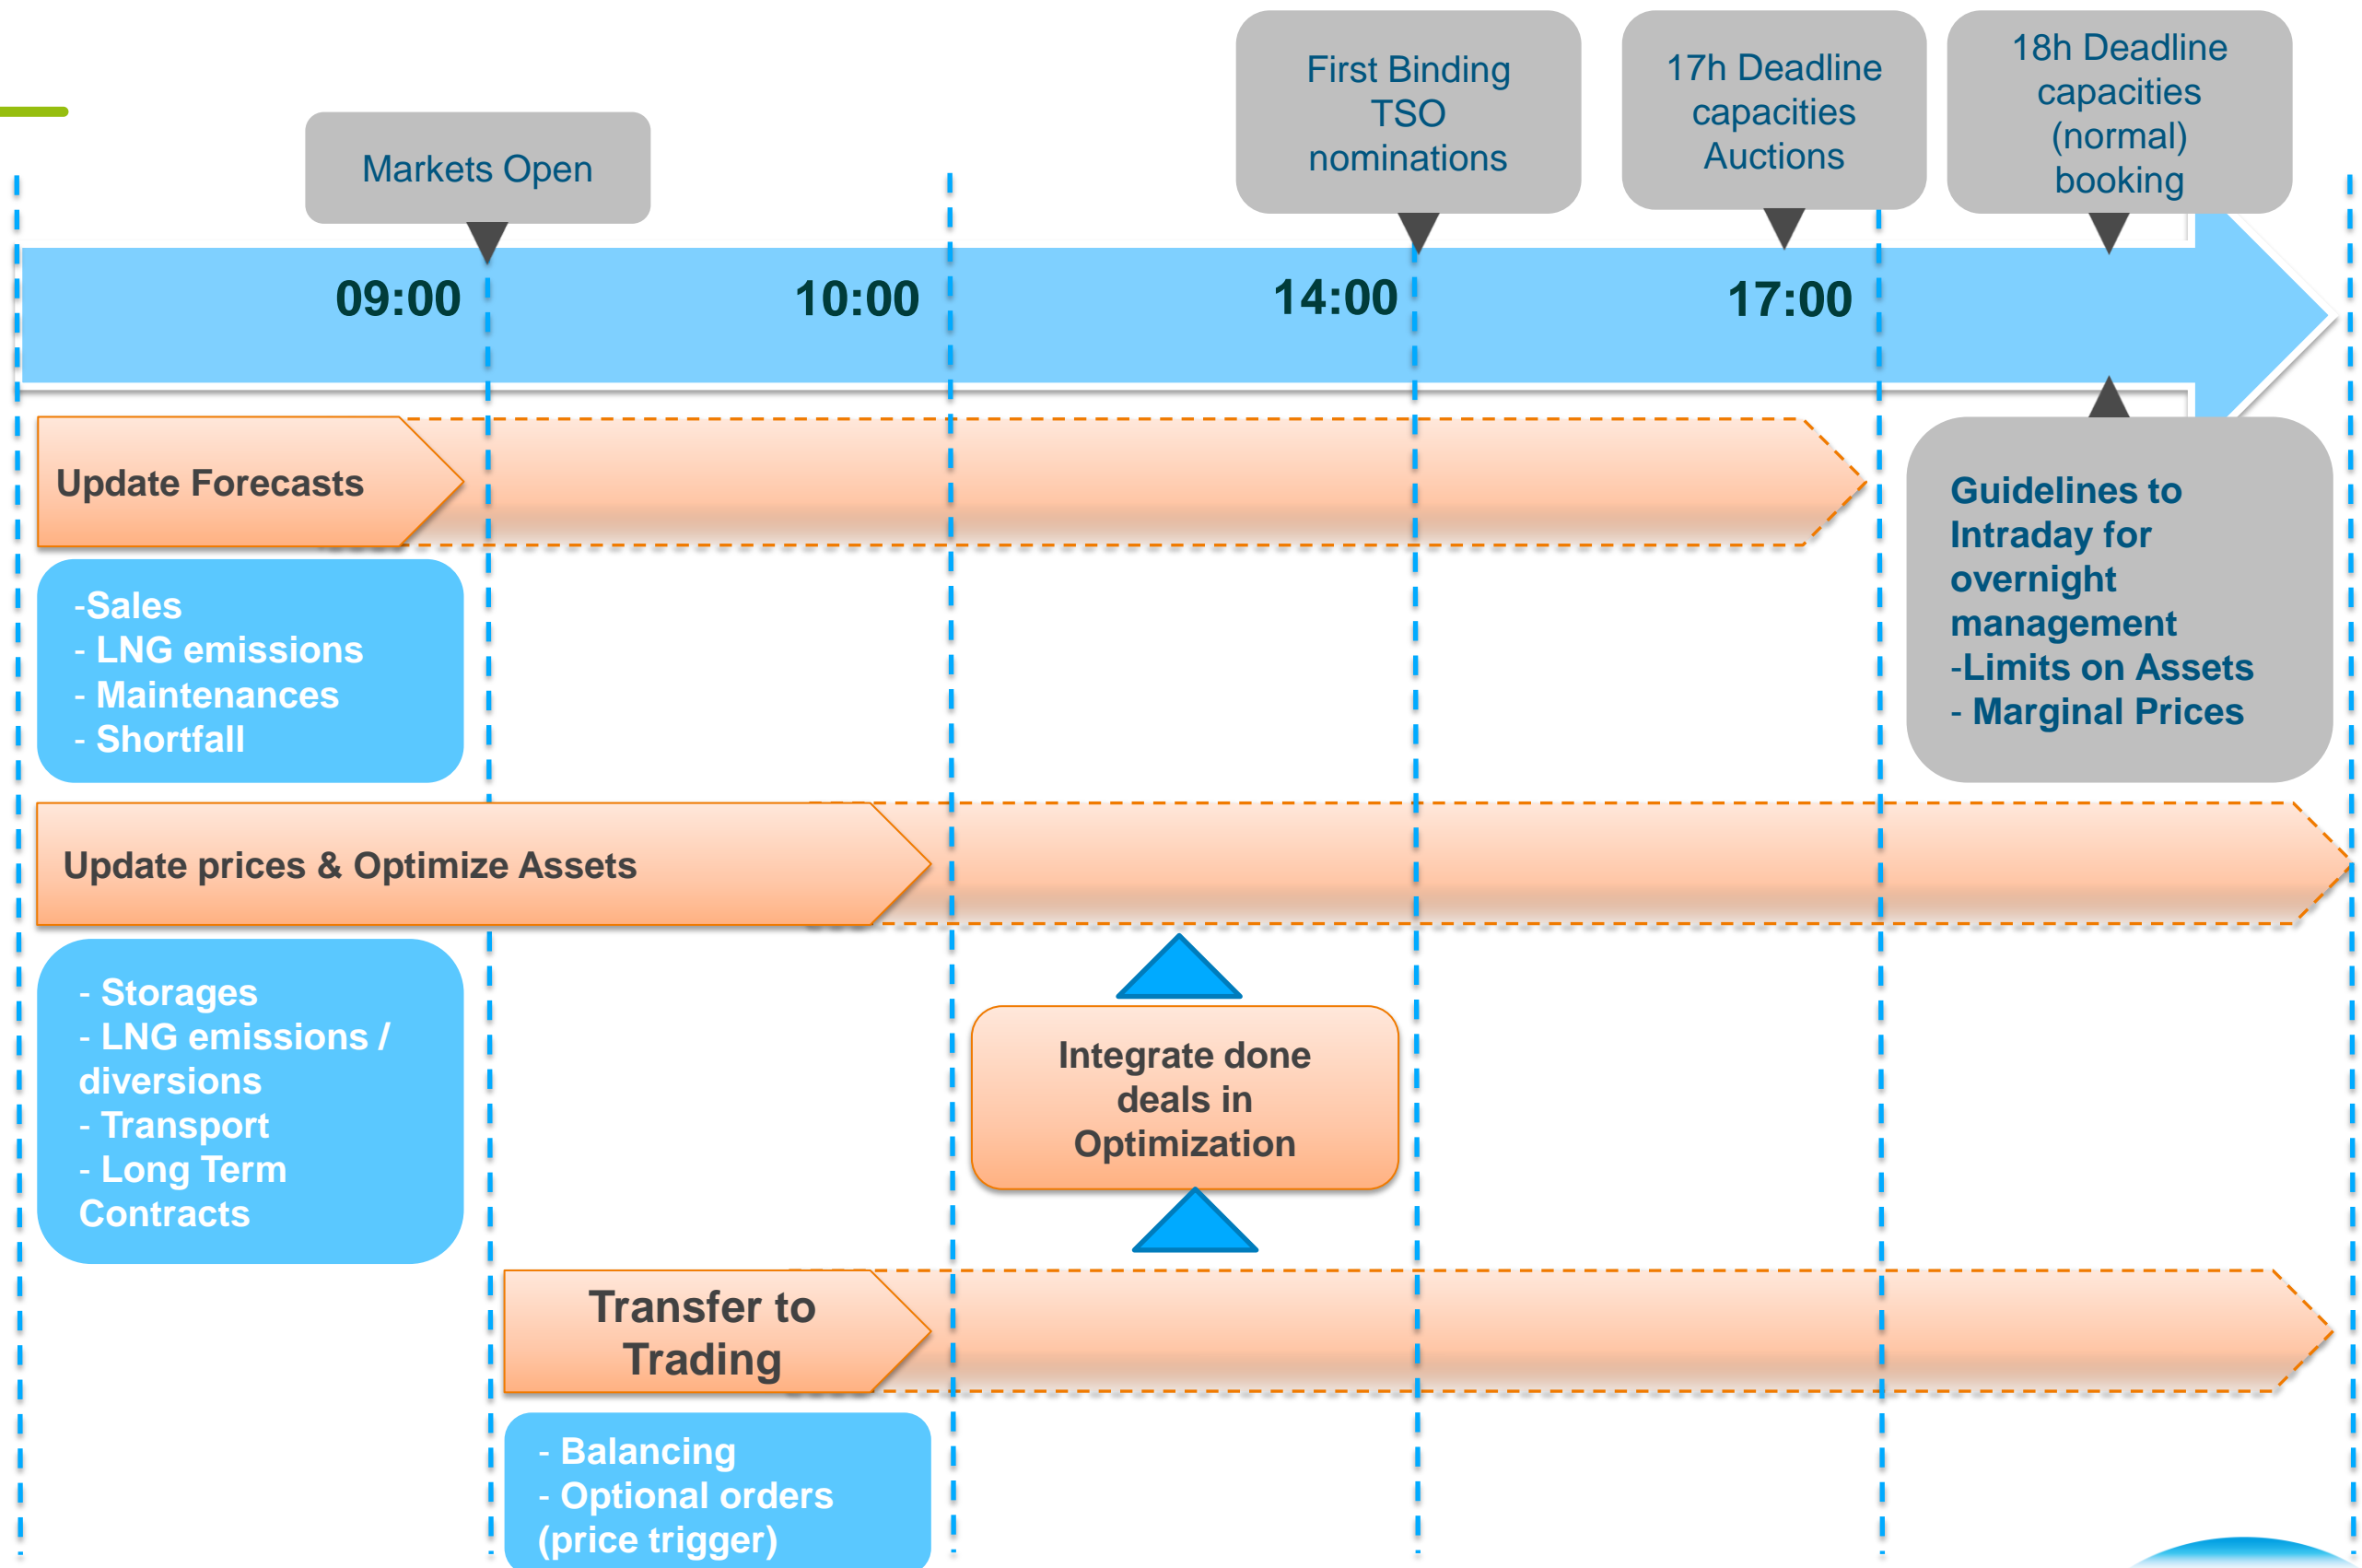 Markets Open
First Binding
TSO
nominations
17h Deadline
capacities
Auctions
18h Deadline
capacities
(normal)
booking
09:00
10:00
14:00
17:00
Update Forecasts
-Sales
- LNG emissions
- Maintenances
- Shortfall
Guidelines to
Intraday for
overnight
management
-Limits on Assets
- Marginal Prices
Update prices & Optimize Assets
- Storages
- LNG emissions /
diversions
- Transport
- Long Term
Contracts
Integrate done
deals in
Optimization
Transfer to
Trading
- Balancing
- Optional orders
(price trigger)